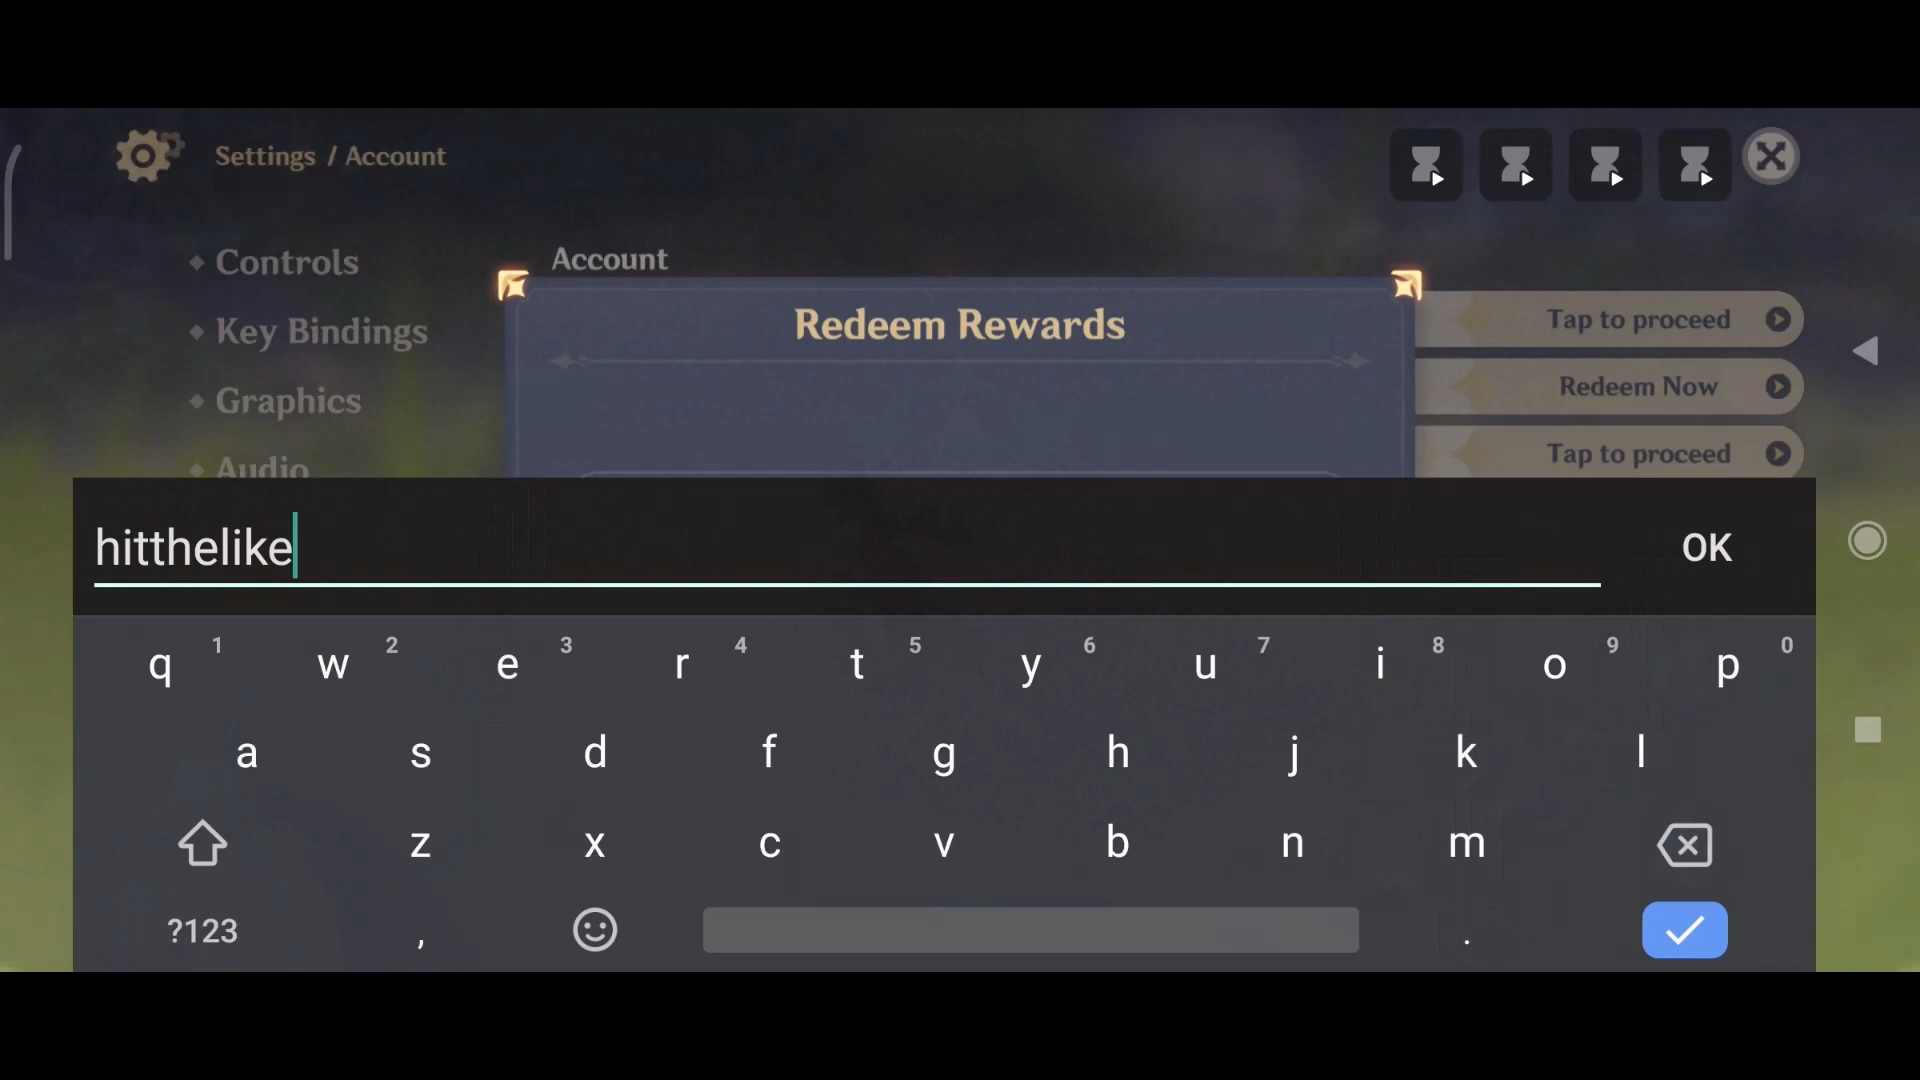 Settings / Account
Controls
Key Bindings
Graphics
Audio
Account
Redeem Rewards
Tap to proceed
Redeem Now
Tap to proceed
hitthelike
OK
q 1 w 2 e 3 r 4 t 5 y 6 u 7 i 8 o 9 p 0
a s d f g h j k l
z x c v b n m
?123 , .